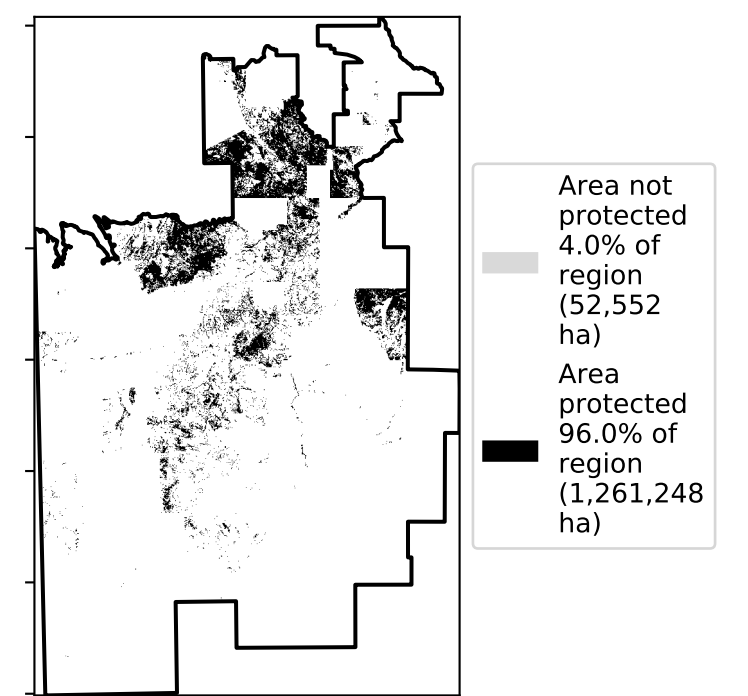 Area not
protected
4.0% of
region
(52,552
ha)
Area
protected
96.0% of
region
(1,261,248
ha)